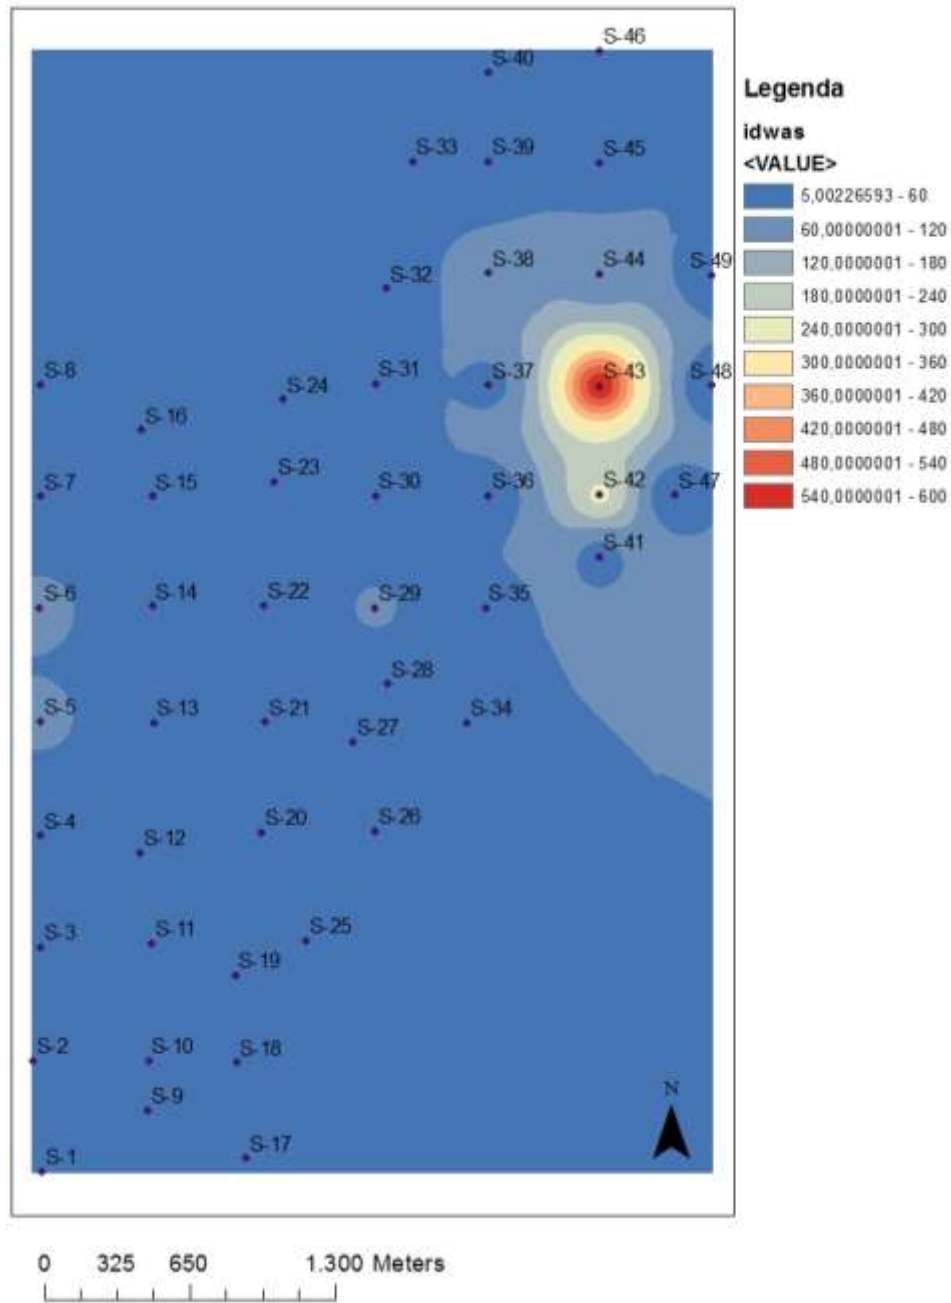 S-46
S-40
S-33 S-39 S-45
S-38 S-44 S-49
S-32
S-8 S-24 S-31 S-37 S-43 S-48
S-16
S-7 S-15 S-23 S-30 S-36 S-42 S-47
S-41
S-6 S-14 S-22 S-29 S-35
S-28
S-5 S-13 S-21 S-27 S-34
S-4 S-12 S-20 S-26
S-3 S-11 S-25
S-19
S-2 S-10 S-18
S-9
S-1 S-17
N
Legenda
idwas
<VALUE>
5,00226593 - 60
60,00000001 - 120
120,0000001 - 180
180,0000001 - 240
240,0000001 - 300
300,0000001 - 360
360,0000001 - 420
420,0000001 - 480
480,0000001 - 540
540,0000001 - 600
0 325 650 1.300 Meters